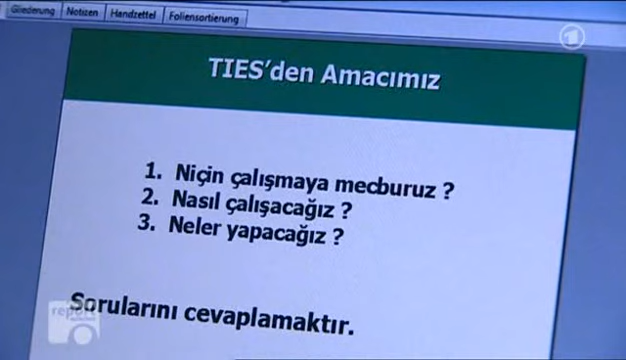 Gliederung Notizen Handzettel Foliensortierung
TIES'den Amacımız
1. Niçin çalışmaya mecburuz ?
2. Nasıl çalışacağız ?
3. Neler yapacağız ?
Sorularını cevaplamaktır.
report